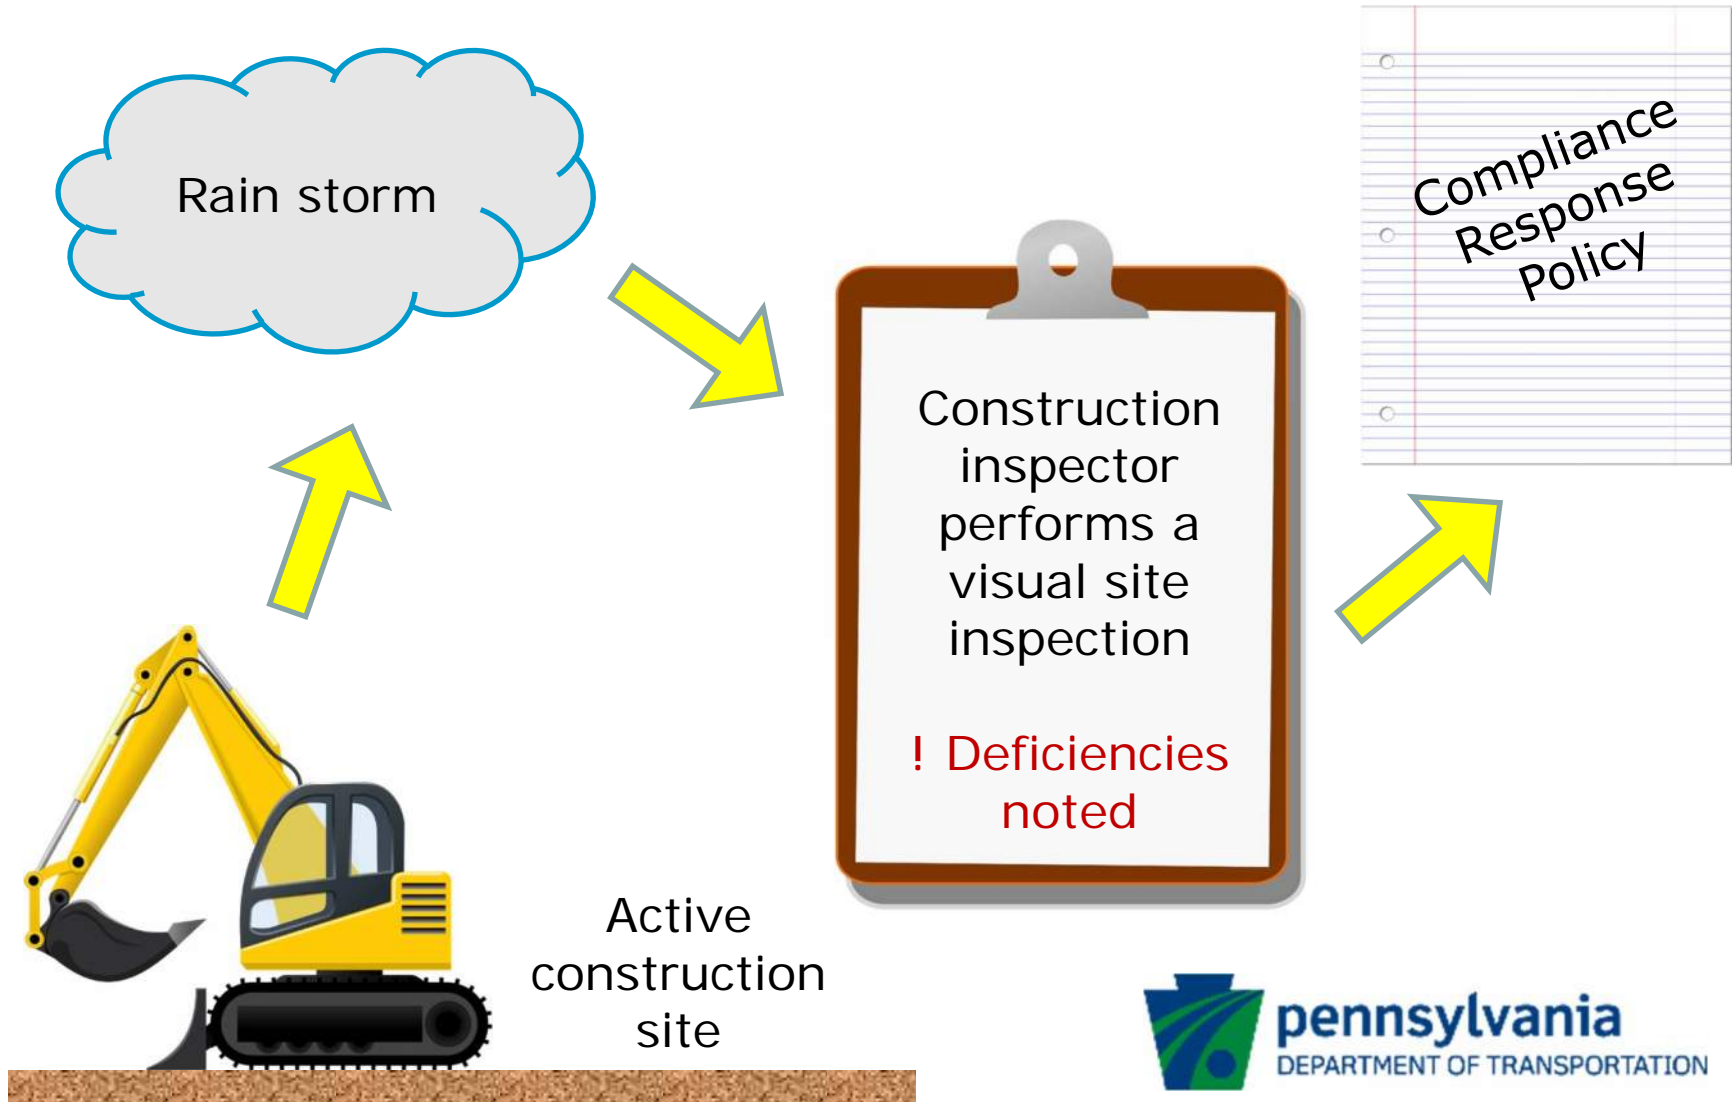 Rain storm
Compliance
Response
Policy
Construction
inspector
performs a
visual site
inspection
! Deficiencies
noted
Active
construction
site
pennsylvania
DEPARTMENT OF TRANSPORTATION